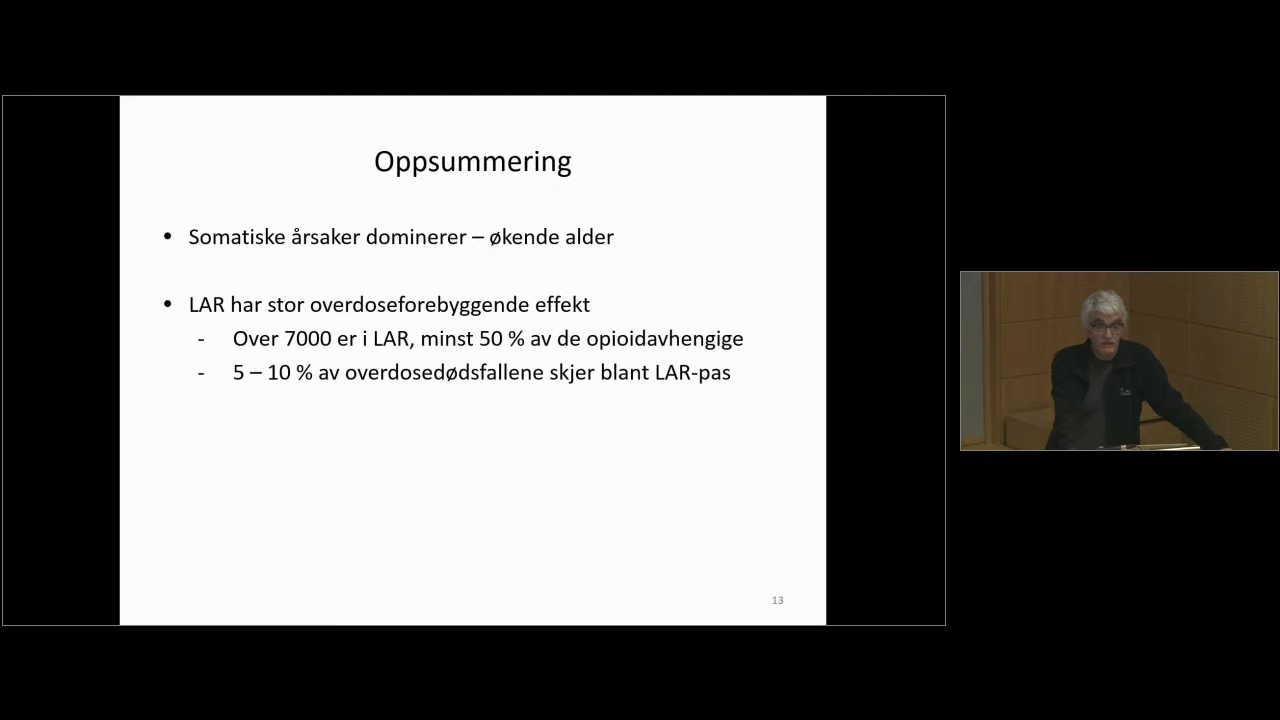 Oppsummering
• Somatiske årsaker dominerer – økende alder
• LAR har stor overdoseforebyggende effekt
- Over 7000 er i LAR, minst 50 % av de opioidavhengige
- 5 – 10 % av overdosedødsfallene skjer blant LAR-pas
13